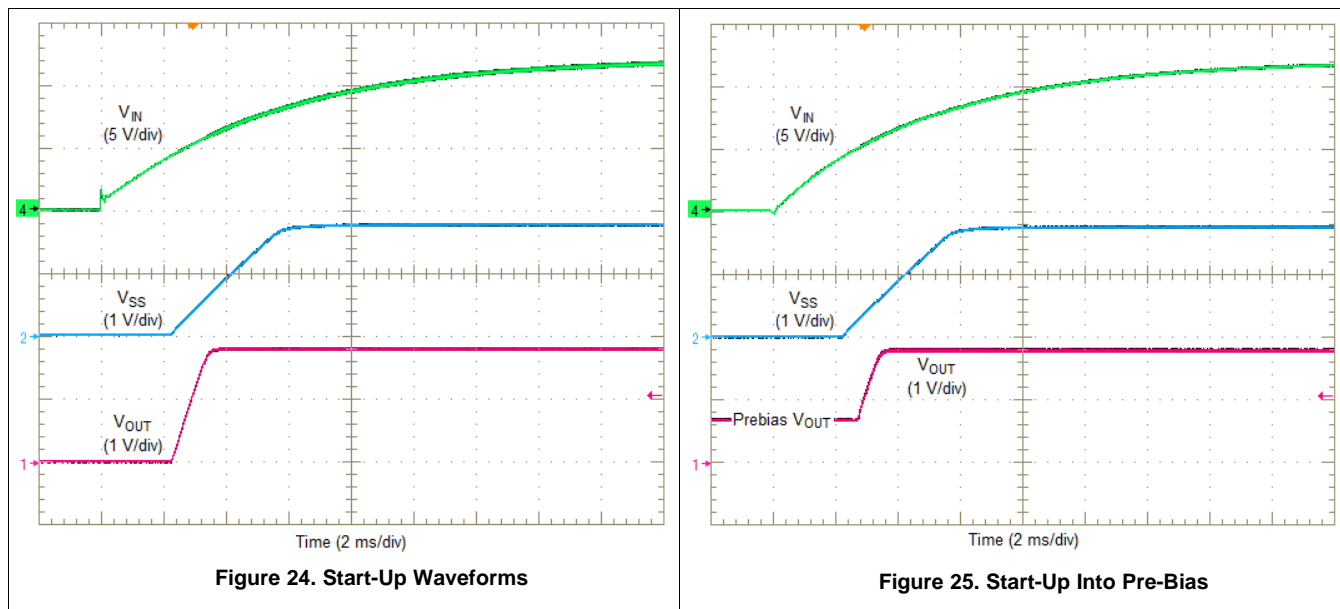 VIN
(5 V/div)
4
VSS
(1 V/div)
2
VOUT
(1 V/div)
1
Time (2 ms/div)
Figure 24. Start-Up Waveforms
VIN
(5 V/div)
4
VSS
(1 V/div)
2
VOUT
(1 V/div)
Prebias VOUT
1
Time (2 ms/div)
Figure 25. Start-Up Into Pre-Bias